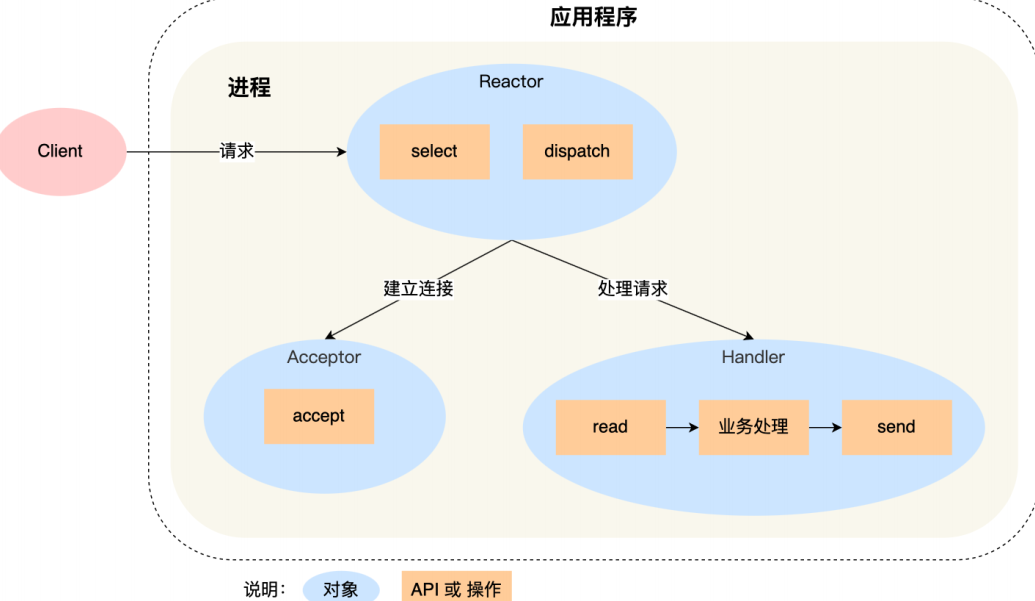 应用程序
进程
Reactor
select
dispatch
Client
请求
建立连接
处理请求
Acceptor
accept
Handler
read
业务处理
send
说明：
对象
API 或 操作